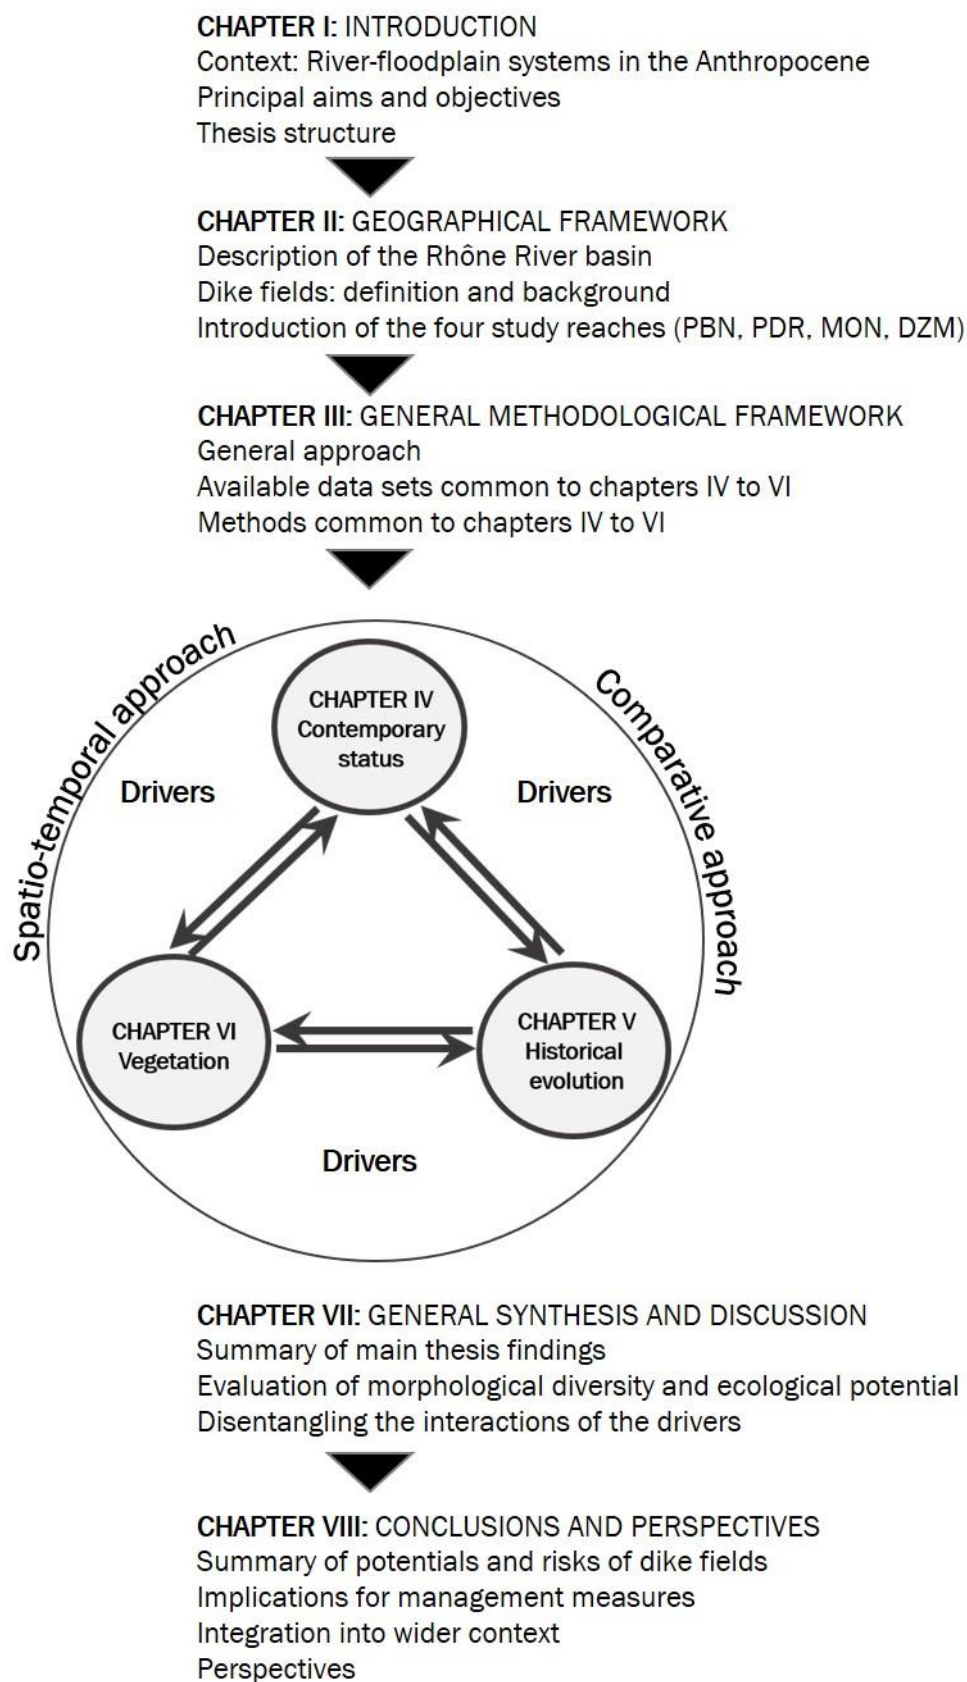 CHAPTER I: INTRODUCTION
Context: River-floodplain systems in the Anthropocene
Principal aims and objectives
Thesis structure
CHAPTER II: GEOGRAPHICAL FRAMEWORK
Description of the Rhône River basin
Dike fields: definition and background
Introduction of the four study reaches (PBN, PDR, MON, DZM)
CHAPTER III: GENERAL METHODOLOGICAL FRAMEWORK
General approach
Available data sets common to chapters IV to VI
Methods common to chapters IV to VI
Spatio-temporal approach
Comparative approach
CHAPTER IV
Contemporary
status
Drivers
Drivers
CHAPTER VI
Vegetation
CHAPTER V
Historical
evolution
Drivers
CHAPTER VII: GENERAL SYNTHESIS AND DISCUSSION
Summary of main thesis findings
Evaluation of morphological diversity and ecological potential
Disentangling the interactions of the drivers
CHAPTER VIII: CONCLUSIONS AND PERSPECTIVES
Summary of potentials and risks of dike fields
Implications for management measures
Integration into wider context
Perspectives